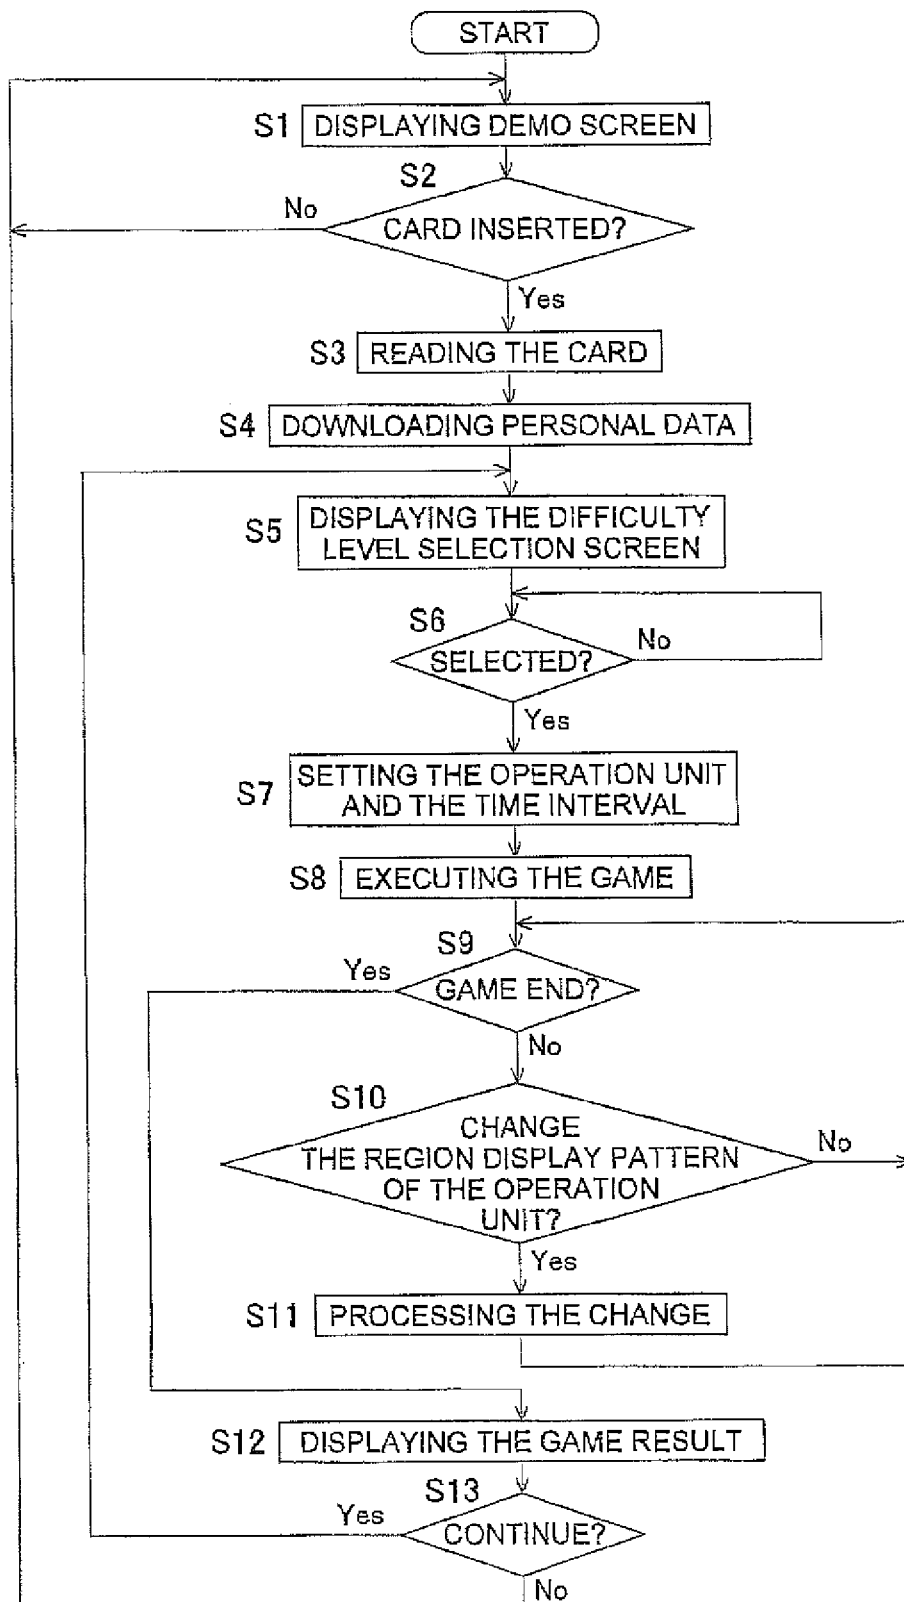 START
S1 DISPLAYING DEMO SCREEN
S2
No
CARD INSERTED?
Yes
S3 READING THE CARD
S4 DOWNLOADING PERSONAL DATA
S5 DISPLAYING THE DIFFICULTY
LEVEL SELECTION SCREEN
S6
No
SELECTED?
Yes
S7 SETTING THE OPERATION UNIT
AND THE TIME INTERVAL
S8 EXECUTING THE GAME
S9
Yes
GAME END?
No
S10
CHANGE
THE REGION DISPLAY PATTERN
OF THE OPERATION
UNIT?
No
Yes
S11 PROCESSING THE CHANGE
S12 DISPLAYING THE GAME RESULT
S13
Yes
CONTINUE?
No